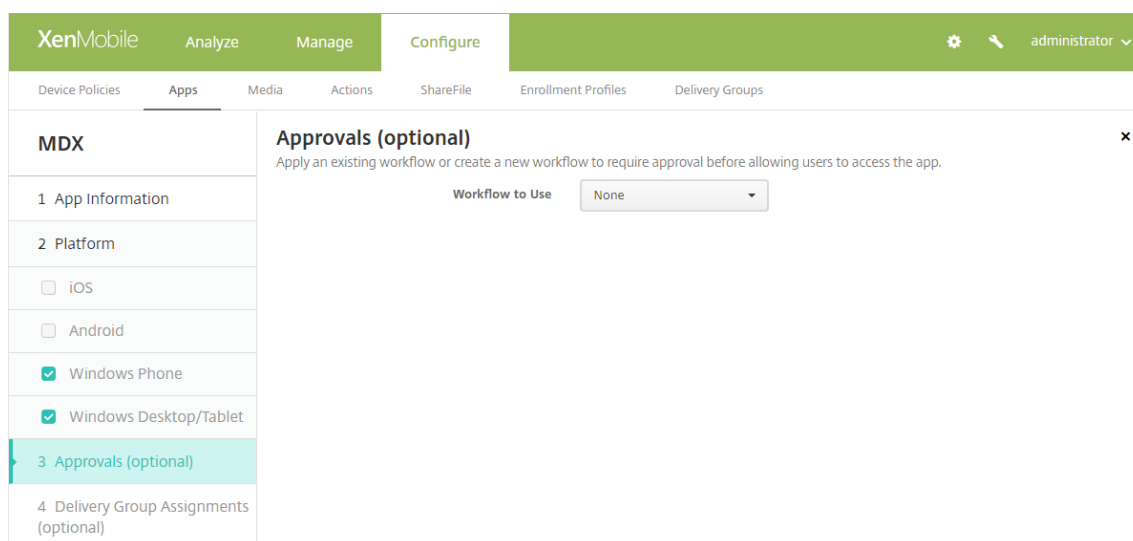 XenMobile Analyze Manage Configure administrator
Device Policies Apps Media Actions ShareFile Enrollment Profiles Delivery Groups
MDX
1 App Information
2 Platform
iOS
Android
Windows Phone
Windows Desktop/Tablet
3 Approvals (optional)
4 Delivery Group Assignments
(optional)
Approvals (optional)
Apply an existing workflow or create a new workflow to require approval before allowing users to access the app.
Workflow to Use None